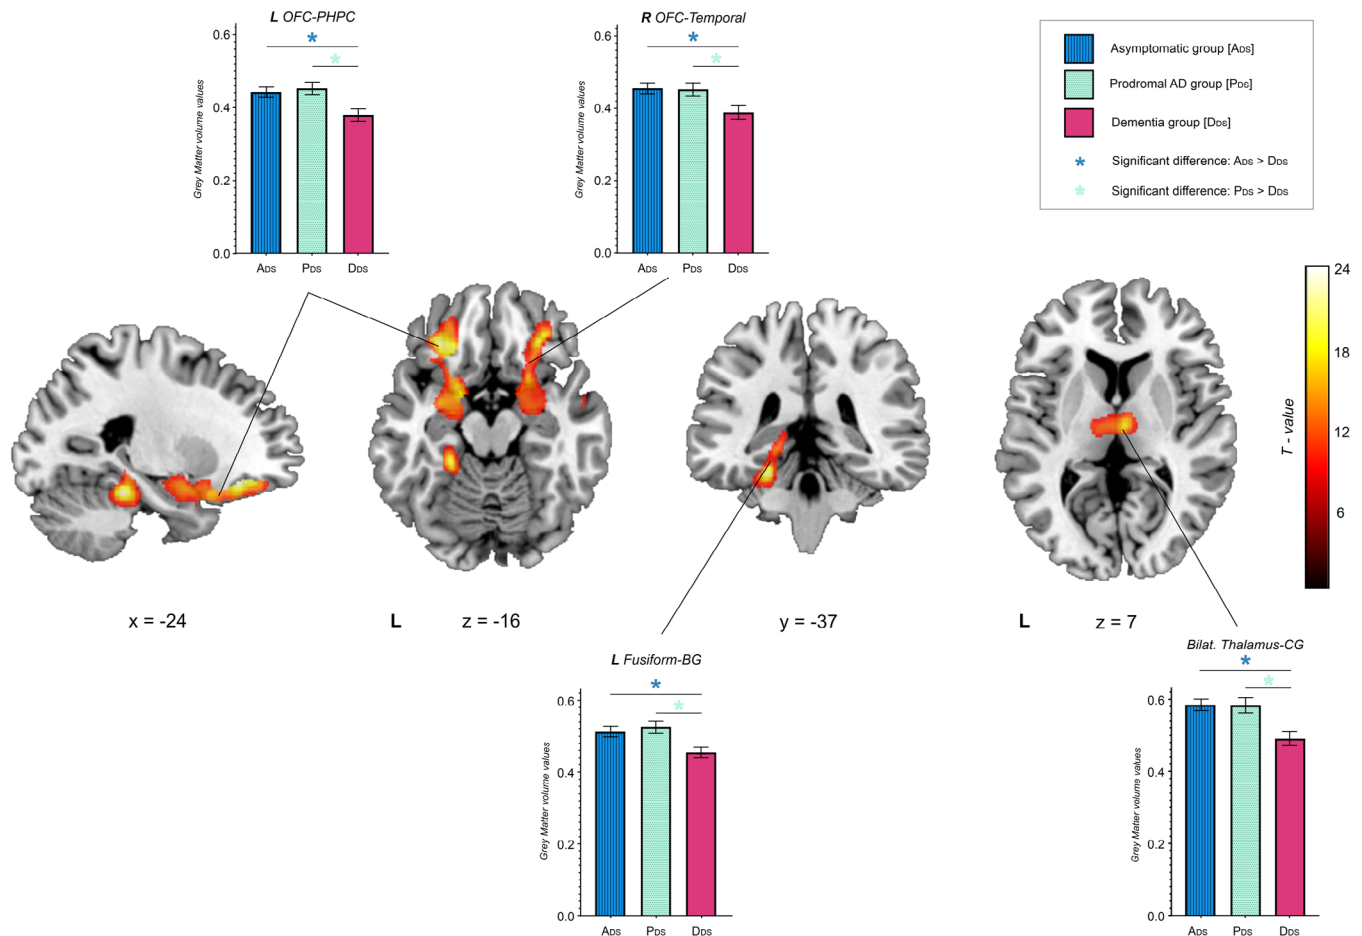 L OFC-PHPC
0.6
0.4
0.2
0.0
Grey Matter volume values
*
*
ADS PDS DDS
R OFC-Temporal
0.6
0.4
0.2
0.0
Grey Matter volume values
*
*
ADS PDS DDS
Asymptomatic group [ADS]
Prodromal AD group [PDS]
Dementia group [DDS]
* Significant difference: ADS > DDS
* Significant difference: PDS > DDS
24
18
12
6
T - value
x = -24
L z = -16
y = -37
L z = 7
L Fusiform-BG
0.6
0.4
0.2
0.0
Grey Matter volume values
*
*
ADS PDS DDS
Bilat. Thalamus-CG
0.6
0.4
0.2
0.0
Grey Matter volume values
*
*
ADS PDS DDS